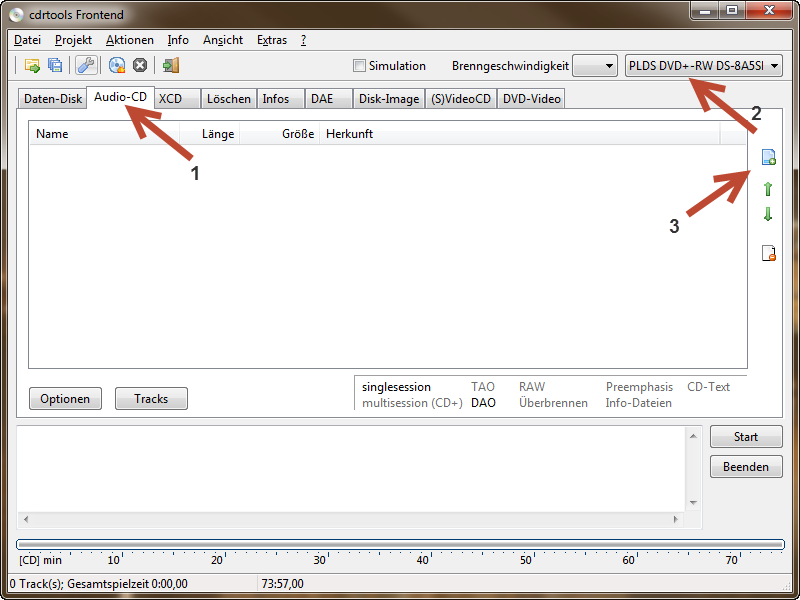 cdrtools Frontend
Datei Projekt Aktionen Info Ansicht Extras ?
Simulation Brenngeschwindigkeit PLDS DVD+-RW DS-8A5S
Daten-Disk Audio-CD XCD Löschen Infos DAE Disk-Image (S)VideoCD DVD-Video
2
Name Länge Größe Herkunft
1
3
singlesession TAO RAW Preemphasis CD-Text
Optionen Tracks
multisession (CD+) DAO Überbrennen Info-Dateien
Start
Beenden
[CD] min 10 20 30 40 50 60 70
0 Track(s); Gesamtspielzeit 0:00,00 73:57,00